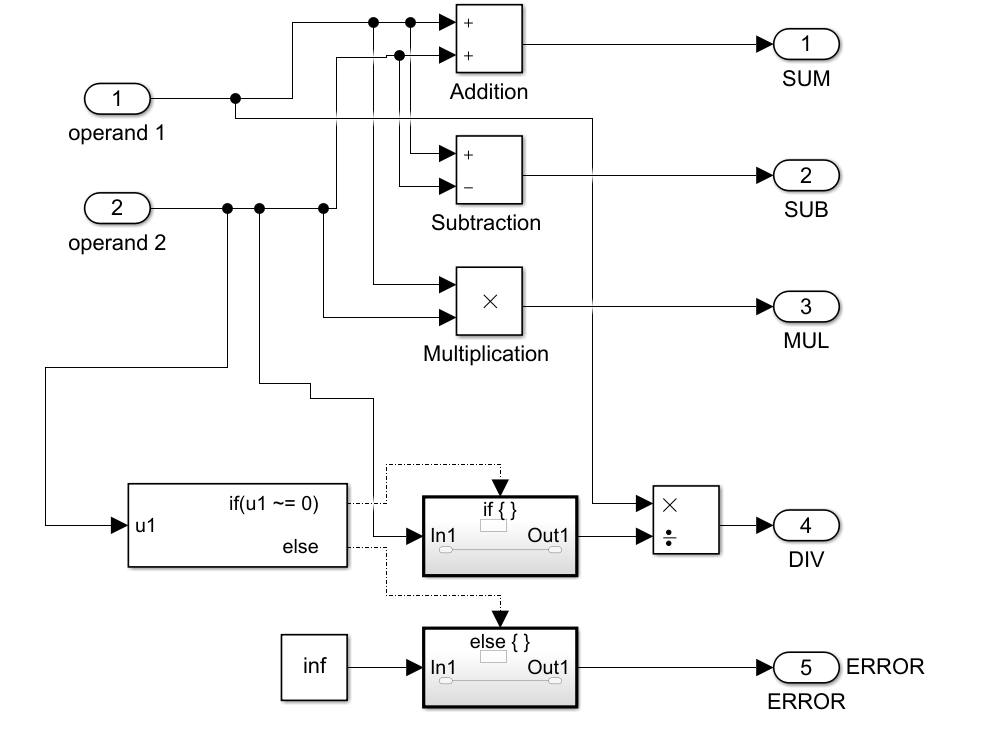 +
+
Addition
1
SUM
1
operand 1
+
−
Subtraction
2
SUB
2
operand 2
×
Multiplication
3
MUL
u1
if(u1 ~= 0)
else
if { }
In1
Out1
×
÷
4
DIV
inf
else { }
In1
Out1
5
ERROR
ERROR